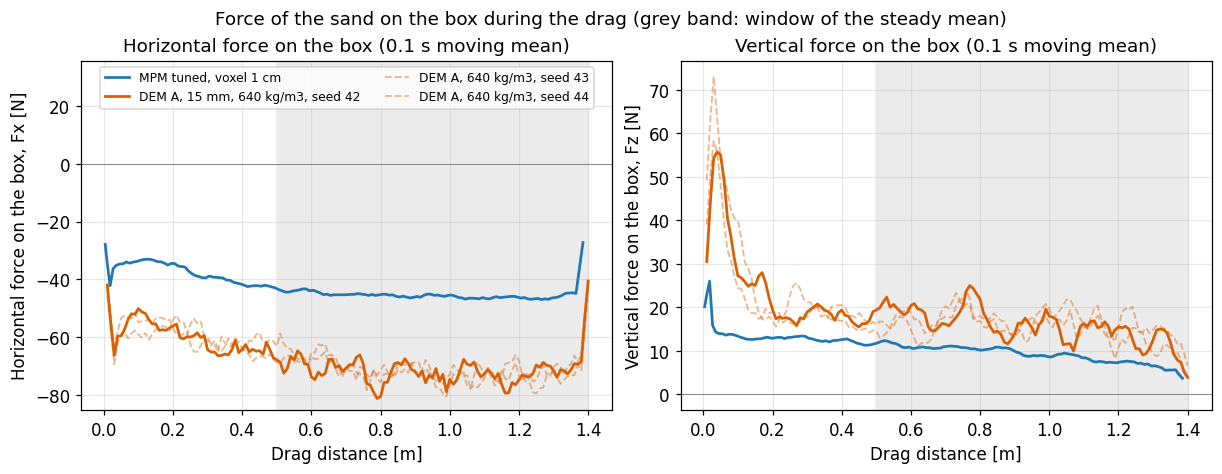 Force of the sand on the box during the drag (grey band: window of the steady mean)
Horizontal force on the box (0.1 s moving mean)
MPM tuned, voxel 1 cm
DEM A, 15 mm, 640 kg/m3, seed 42
DEM A, 640 kg/m3, seed 43
DEM A, 640 kg/m3, seed 44
Horizontal force on the box, Fx [N]
20
0
−20
−40
−60
−80
0.0 0.2 0.4 0.6 0.8 1.0 1.2 1.4
Drag distance [m]
Vertical force on the box (0.1 s moving mean)
Vertical force on the box, Fz [N]
70
60
50
40
30
20
10
0
0.0 0.2 0.4 0.6 0.8 1.0 1.2 1.4
Drag distance [m]